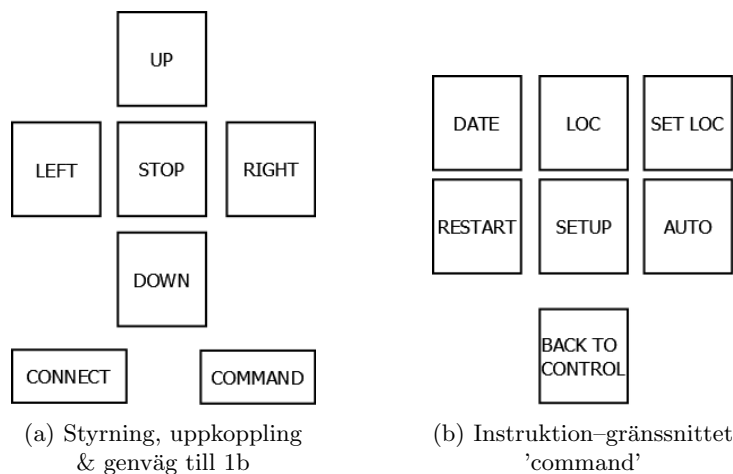 UP
LEFT
STOP
RIGHT
DOWN
CONNECT
COMMAND
(a) Styrning, uppkoppling
& genväg till 1b
DATE
LOC
SET LOC
RESTART
SETUP
AUTO
BACK TO
CONTROL
(b) Instruktion–gränssnittet
’command’